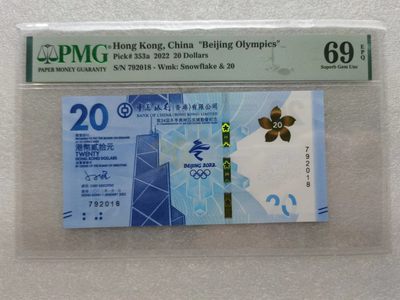 PMG
PAPER MONEY GUARANTY
Hong Kong, China "Beijing Olympics"
Pick# 353a 2022 20 Dollars
S/N 792018 - Wmk: Snowflake & 20
69 EPQ
Superb Gem Unc
20
中國銀行(香港)有限公司
BANK OF CHINA (HONG KONG) LIMITED
20
港幣貳拾元
TWENTY
HONG KONG DOLLARS
BEIJING 2022
792018
792018
20